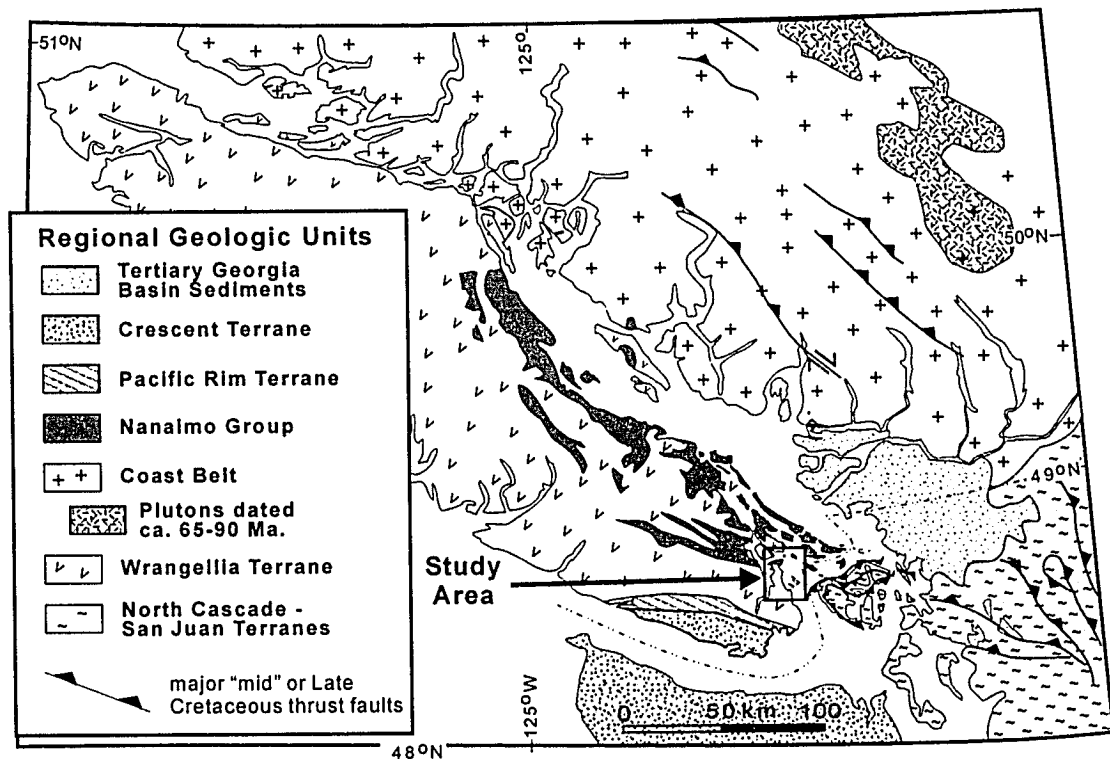 51°N
125°
50°N
Regional Geologic Units
Tertiary Georgia
Basin Sediments
Crescent Terrane
Pacific Rim Terrane
Nanaimo Group
Coast Belt
Plutons dated
ca. 65-90 Ma.
Wrangellia Terrane
North Cascade -
San Juan Terranes
major "mid" or Late
Cretaceous thrust faults
49°N
Study
Area
125°W
0 50 km 100
48°N